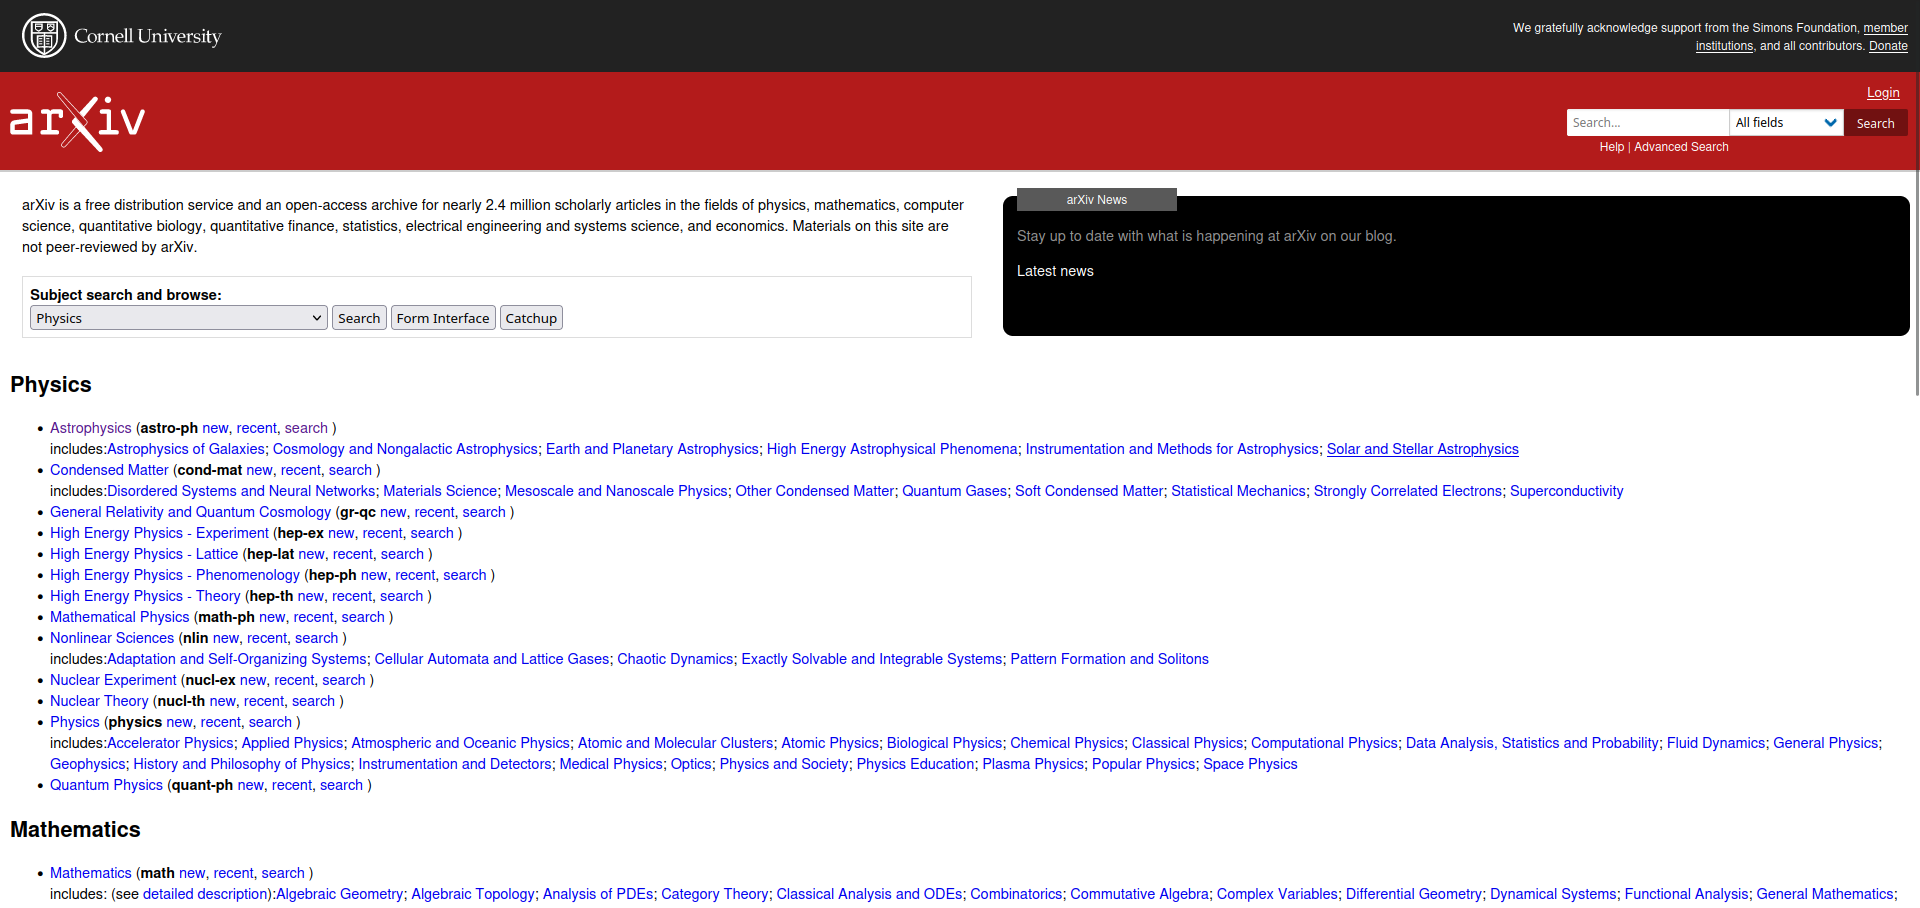 Cornell University
We gratefully acknowledge support from the Simons Foundation, member
institutions, and all contributors. Donate
arXiv
Login
Search...
All fields
Search
Help | Advanced Search
arXiv is a free distribution service and an open-access archive for nearly 2.4 million scholarly articles in the fields of physics, mathematics, computer
science, quantitative biology, quantitative finance, statistics, electrical engineering and systems science, and economics. Materials on this site are
not peer-reviewed by arXiv.
Subject search and browse:
Physics
Search
Form Interface
Catchup
arXiv News
Stay up to date with what is happening at arXiv on our blog.
Latest news
Physics
• Astrophysics (astro-ph new, recent, search )
includes:Astrophysics of Galaxies; Cosmology and Nongalactic Astrophysics; Earth and Planetary Astrophysics; High Energy Astrophysical Phenomena; Instrumentation and Methods for Astrophysics; Solar and Stellar Astrophysics
• Condensed Matter (cond-mat new, recent, search )
includes:Disordered Systems and Neural Networks; Materials Science; Mesoscale and Nanoscale Physics; Other Condensed Matter; Quantum Gases; Soft Condensed Matter; Statistical Mechanics; Strongly Correlated Electrons; Superconductivity
• General Relativity and Quantum Cosmology (gr-qc new, recent, search )
• High Energy Physics - Experiment (hep-ex new, recent, search )
• High Energy Physics - Lattice (hep-lat new, recent, search )
• High Energy Physics - Phenomenology (hep-ph new, recent, search )
• High Energy Physics - Theory (hep-th new, recent, search )
• Mathematical Physics (math-ph new, recent, search )
• Nonlinear Sciences (nlin new, recent, search )
includes:Adaptation and Self-Organizing Systems; Cellular Automata and Lattice Gases; Chaotic Dynamics; Exactly Solvable and Integrable Systems; Pattern Formation and Solitons
• Nuclear Experiment (nucl-ex new, recent, search )
• Nuclear Theory (nucl-th new, recent, search )
• Physics (physics new, recent, search )
includes:Accelerator Physics; Applied Physics; Atmospheric and Oceanic Physics; Atomic and Molecular Clusters; Atomic Physics; Biological Physics; Chemical Physics; Classical Physics; Computational Physics; Data Analysis, Statistics and Probability; Fluid Dynamics; General Physics;
Geophysics; History and Philosophy of Physics; Instrumentation and Detectors; Medical Physics; Optics; Physics and Society; Physics Education; Plasma Physics; Popular Physics; Space Physics
• Quantum Physics (quant-ph new, recent, search )
Mathematics
• Mathematics (math new, recent, search )
includes: (see detailed description):Algebraic Geometry; Algebraic Topology; Analysis of PDEs; Category Theory; Classical Analysis and ODEs; Combinatorics; Commutative Algebra; Complex Variables; Differential Geometry; Dynamical Systems; Functional Analysis; General Mathematics;